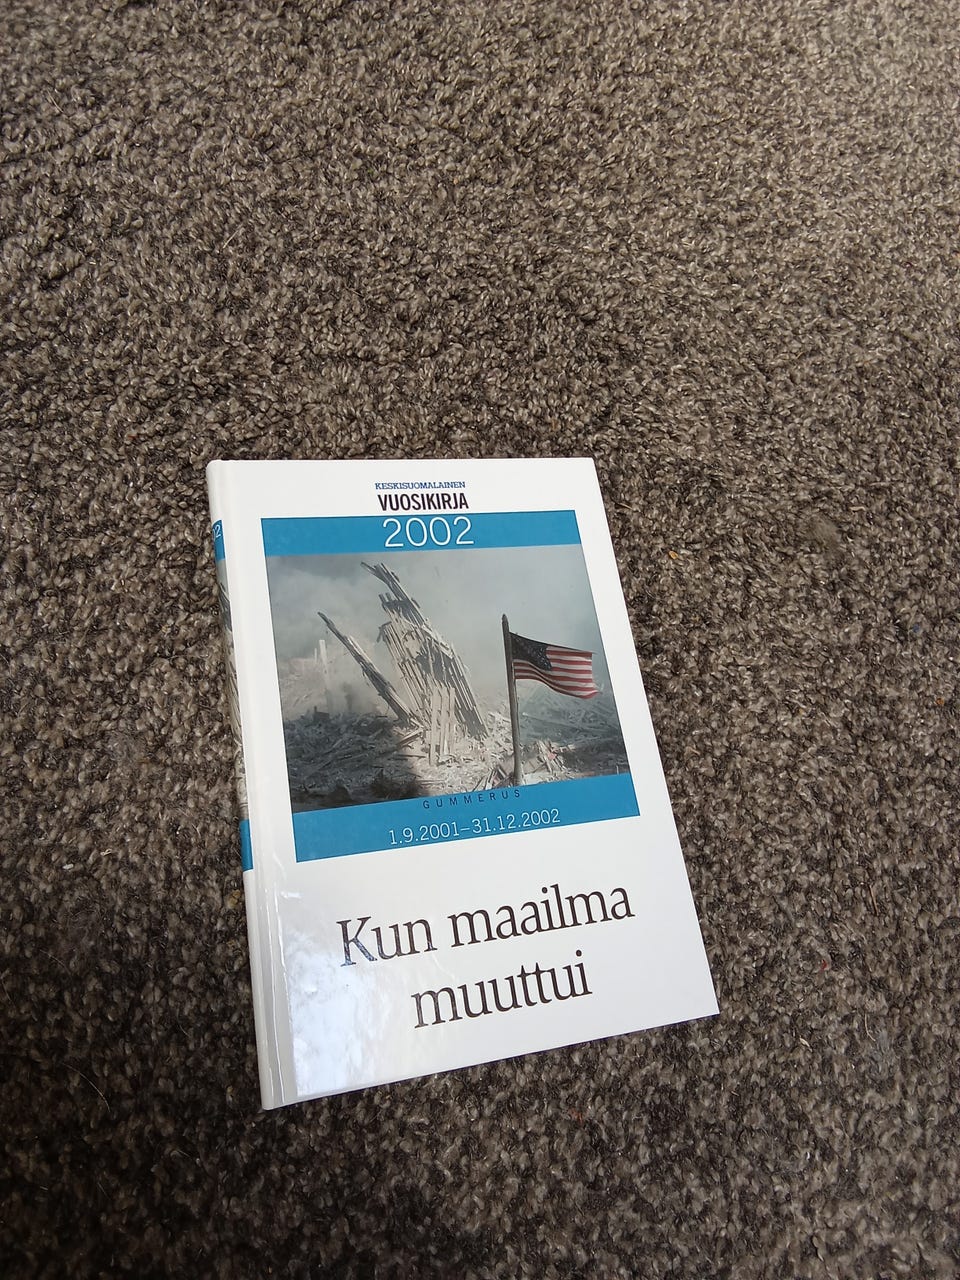 KESKISUOMALAINEN
VUOSIKIRJA
2002
GUMMERUS
1.9.2001–31.12.2002
Kun maailma
muuttui